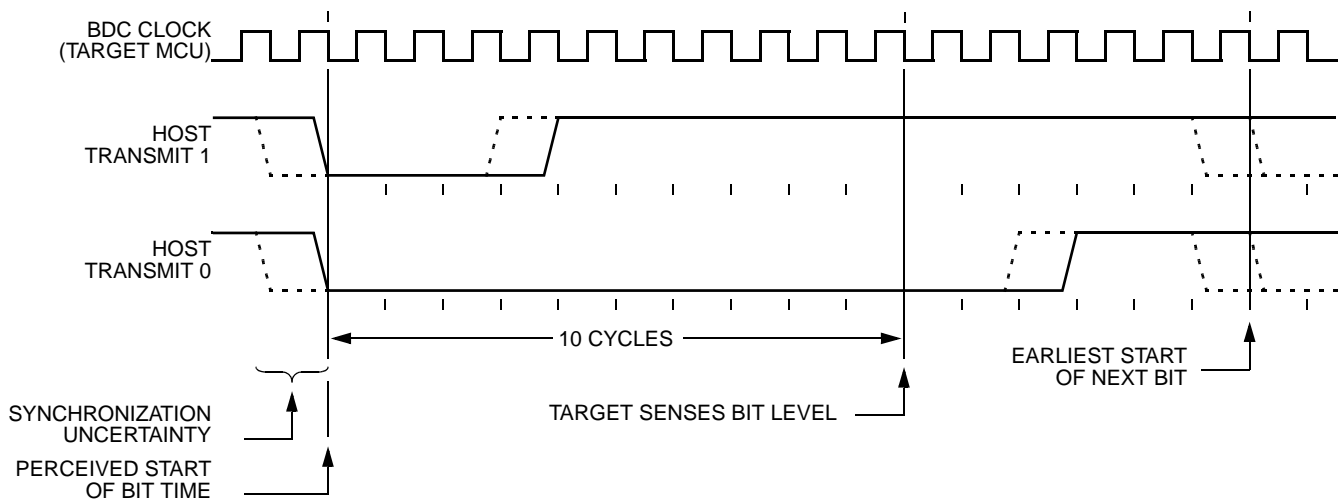 BDC CLOCK
(TARGET MCU)
HOST
TRANSMIT 1
HOST
TRANSMIT 0
10 CYCLES
EARLIEST START
OF NEXT BIT
TARGET SENSES BIT LEVEL
SYNCHRONIZATION
UNCERTAINTY
PERCEIVED START
OF BIT TIME